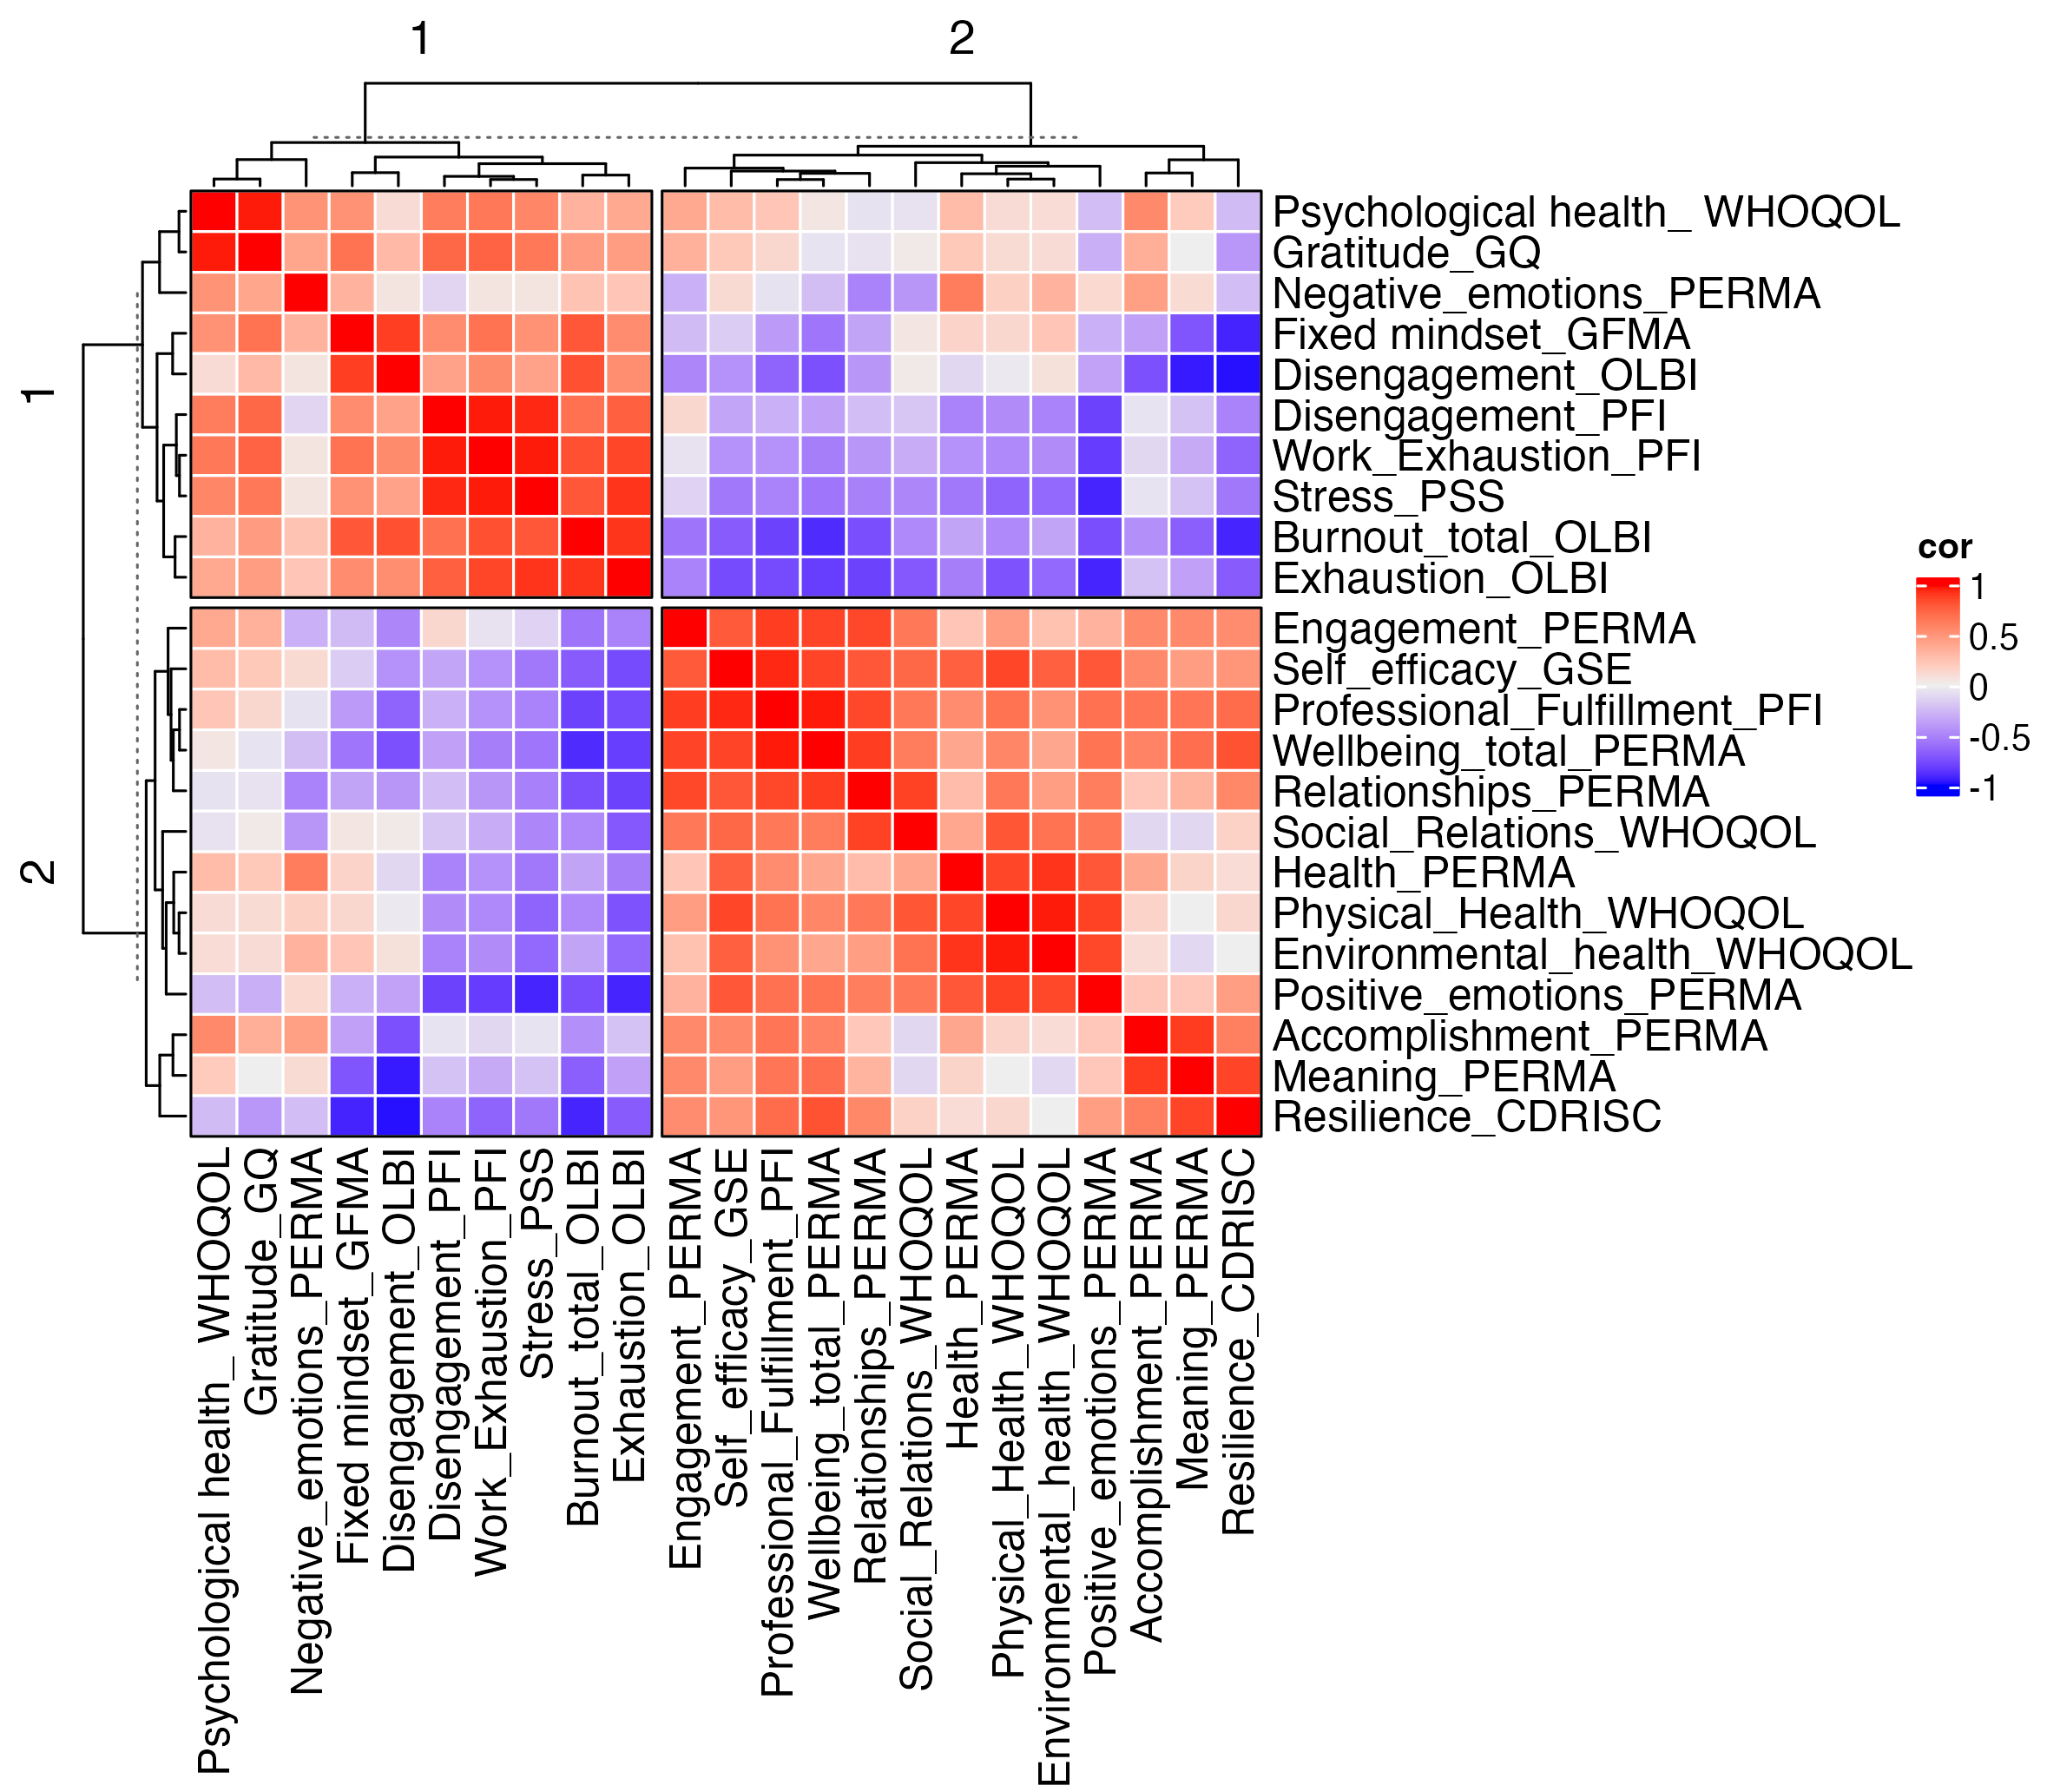 1
2
1
2
Psychological health_ WHOQOL
Gratitude_GQ
Negative_emotions_PERMA
Fixed mindset_GFMA
Disengagement_OLBI
Disengagement_PFI
Work_Exhaustion_PFI
Stress_PSS
Burnout_total_OLBI
Exhaustion_OLBI
Engagement_PERMA
Self_efficacy_GSE
Professional_Fulfillment_PFI
Wellbeing_total_PERMA
Relationships_PERMA
Social_Relations_WHOQOL
Health_PERMA
Physical_Health_WHOQOL
Environmental_health_WHOQOL
Positive_emotions_PERMA
Accomplishment_PERMA
Meaning_PERMA
Resilience_CDRISC
cor
1
0.5
0
-0.5
-1
Psychological health_ WHOQOL
Gratitude_GQ
Negative_emotions_PERMA
Fixed mindset_GFMA
Disengagement_OLBI
Disengagement_PFI
Work_Exhaustion_PFI
Stress_PSS
Burnout_total_OLBI
Exhaustion_OLBI
Engagement_PERMA
Self_efficacy_GSE
Professional_Fulfillment_PFI
Wellbeing_total_PERMA
Relationships_PERMA
Social_Relations_WHOQOL
Health_PERMA
Physical_Health_WHOQOL
Environmental_health_WHOQOL
Positive_emotions_PERMA
Accomplishment_PERMA
Meaning_PERMA
Resilience_CDRISC